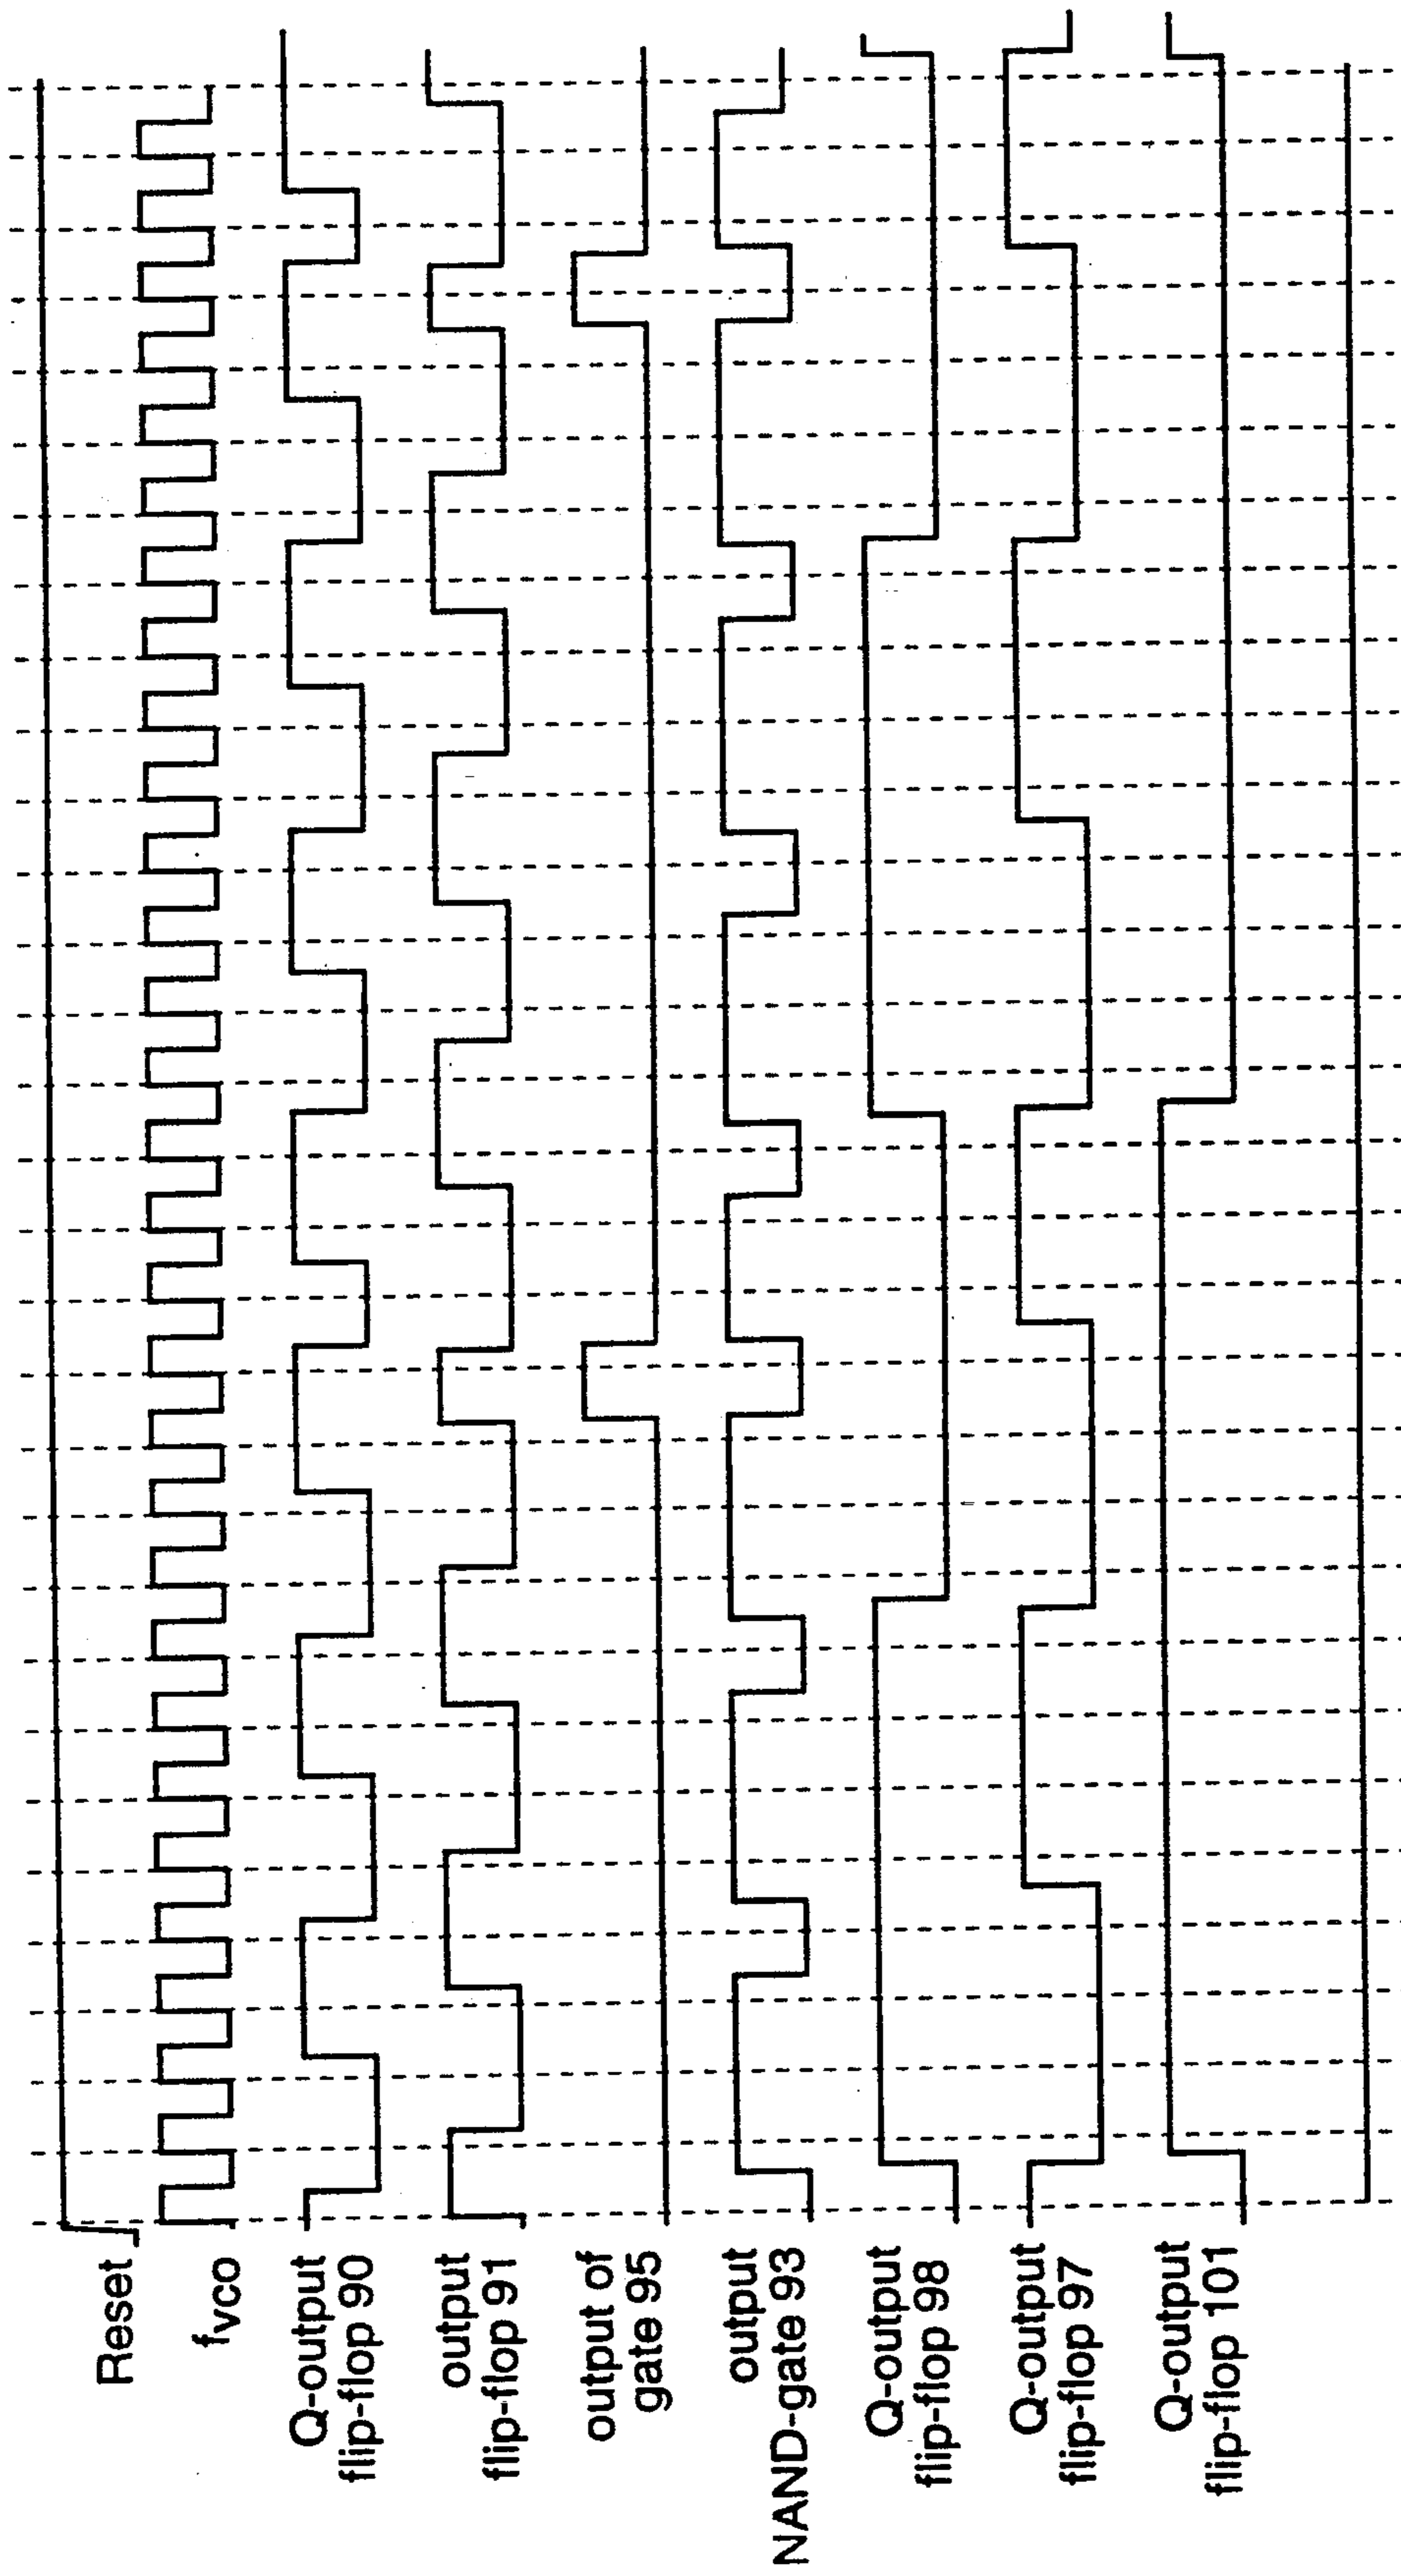 Reset
fvco
Q-output
flip-flop 90
output
flip-flop 91
output of
gate 95
output
NAND-gate 93
Q-output
flip-flop 98
Q-output
flip-flop 97
Q-output
flip-flop 101